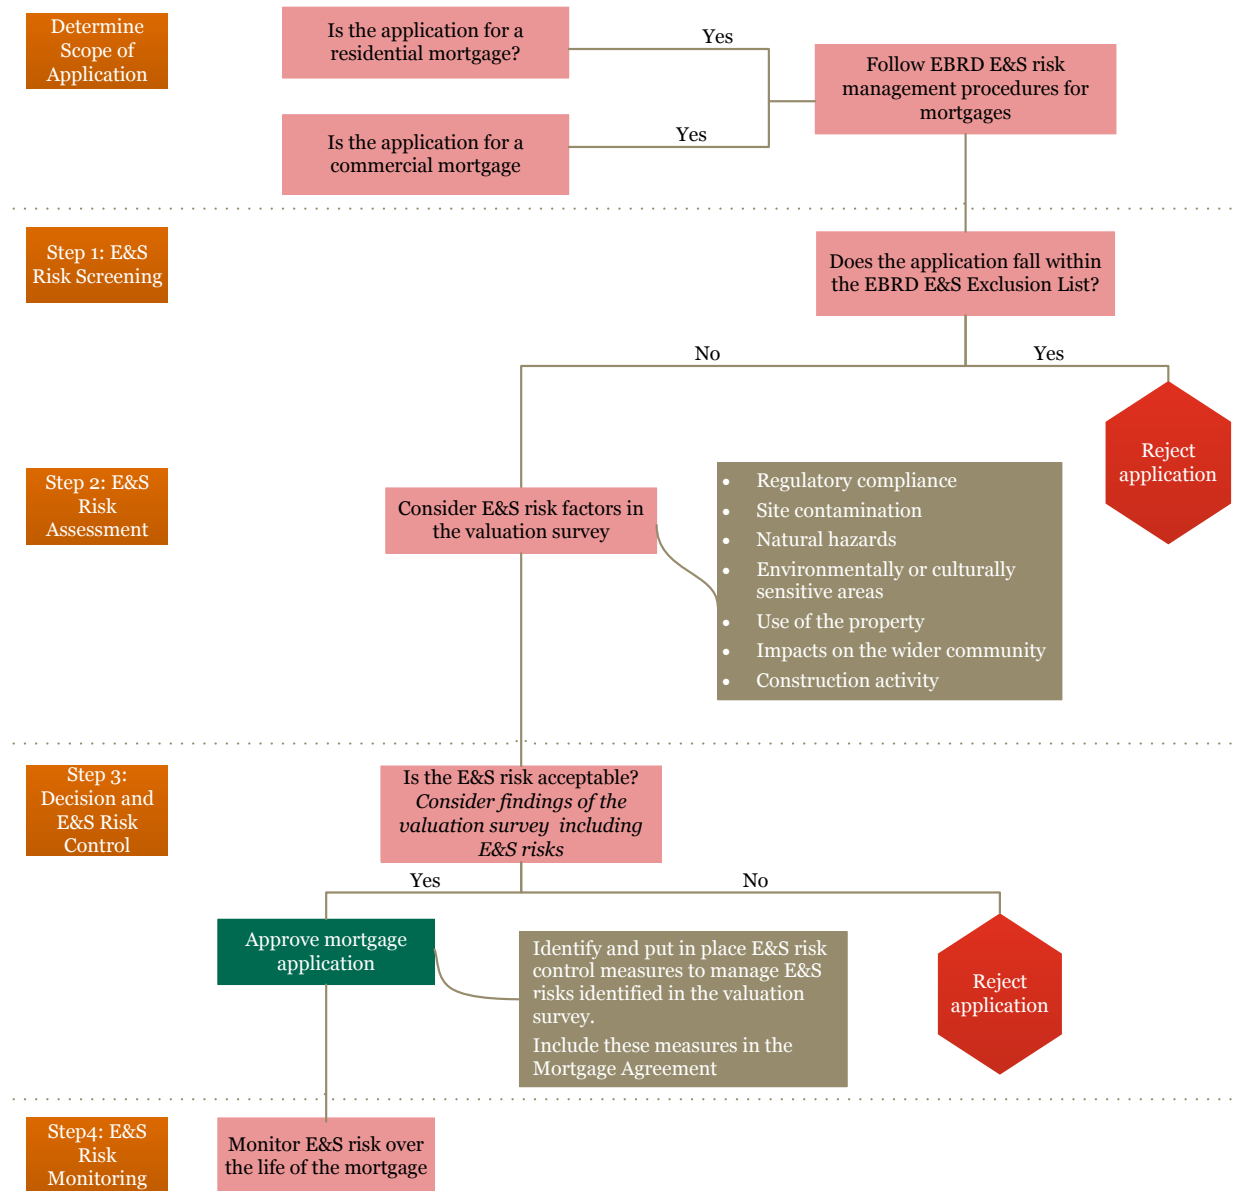 Determine
Scope of
Application
Is the application for a
residential mortgage?
Yes
Follow EBRD E&S risk
management procedures for
mortgages
Is the application for a
commercial mortgage
Yes
Step 1: E&S
Risk Screening
Does the application fall within
the EBRD E&S Exclusion List?
No
Yes
Reject
application
Step 2: E&S
Risk
Assessment
Consider E&S risk factors in
the valuation survey
• Regulatory compliance
• Site contamination
• Natural hazards
• Environmentally or culturally
sensitive areas
• Use of the property
• Impacts on the wider community
• Construction activity
Step 3:
Decision and
E&S Risk
Control
Is the E&S risk acceptable?
Consider findings of the
valuation survey including
E&S risks
Yes
No
Approve mortgage
application
Identify and put in place E&S risk
control measures to manage E&S
risks identified in the valuation
survey.
Include these measures in the
Mortgage Agreement
Reject
application
Step4: E&S
Risk
Monitoring
Monitor E&S risk over
the life of the mortgage